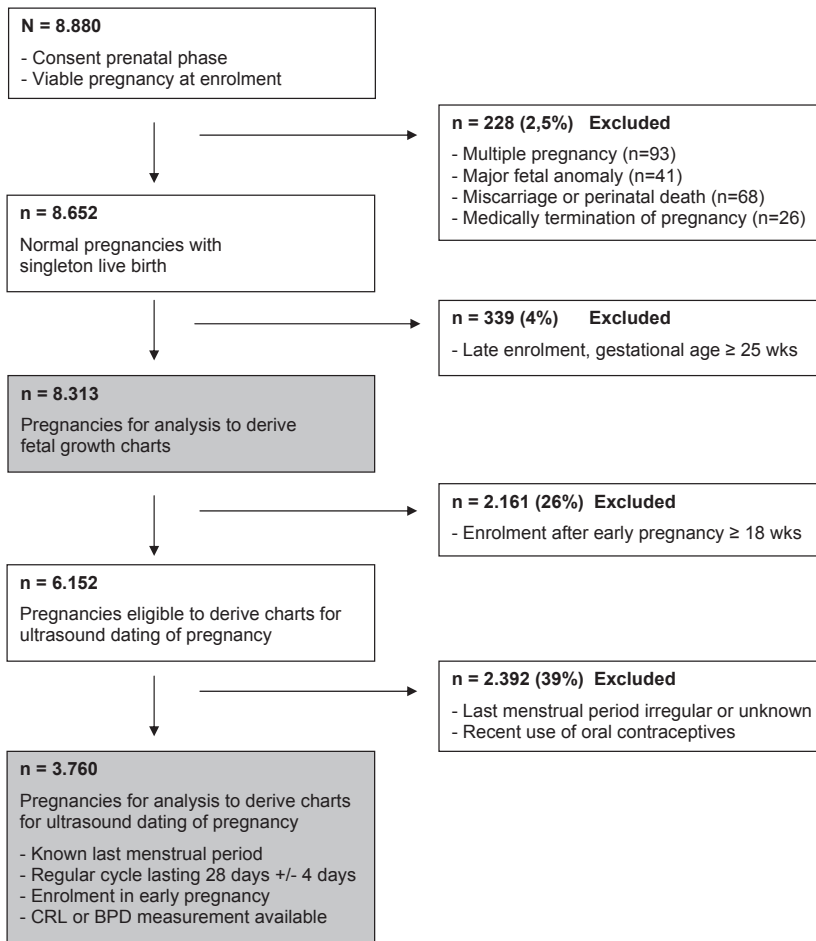 N = 8.880
- Consent prenatal phase
- Viable pregnancy at enrolment
n = 228 (2,5%) Excluded
- Multiple pregnancy (n=93)
- Major fetal anomaly (n=41)
- Miscarriage or perinatal death (n=68)
- Medically termination of pregnancy (n=26)
n = 8.652
Normal pregnancies with
singleton live birth
n = 339 (4%) Excluded
- Late enrolment, gestational age ≥ 25 wks
n = 8.313
Pregnancies for analysis to derive
fetal growth charts
n = 2.161 (26%) Excluded
- Enrolment after early pregnancy ≥ 18 wks
n = 6.152
Pregnancies eligible to derive charts for
ultrasound dating of pregnancy
n = 2.392 (39%) Excluded
- Last menstrual period irregular or unknown
- Recent use of oral contraceptives
n = 3.760
Pregnancies for analysis to derive charts
for ultrasound dating of pregnancy
- Known last menstrual period
- Regular cycle lasting 28 days +/- 4 days
- Enrolment in early pregnancy
- CRL or BPD measurement available